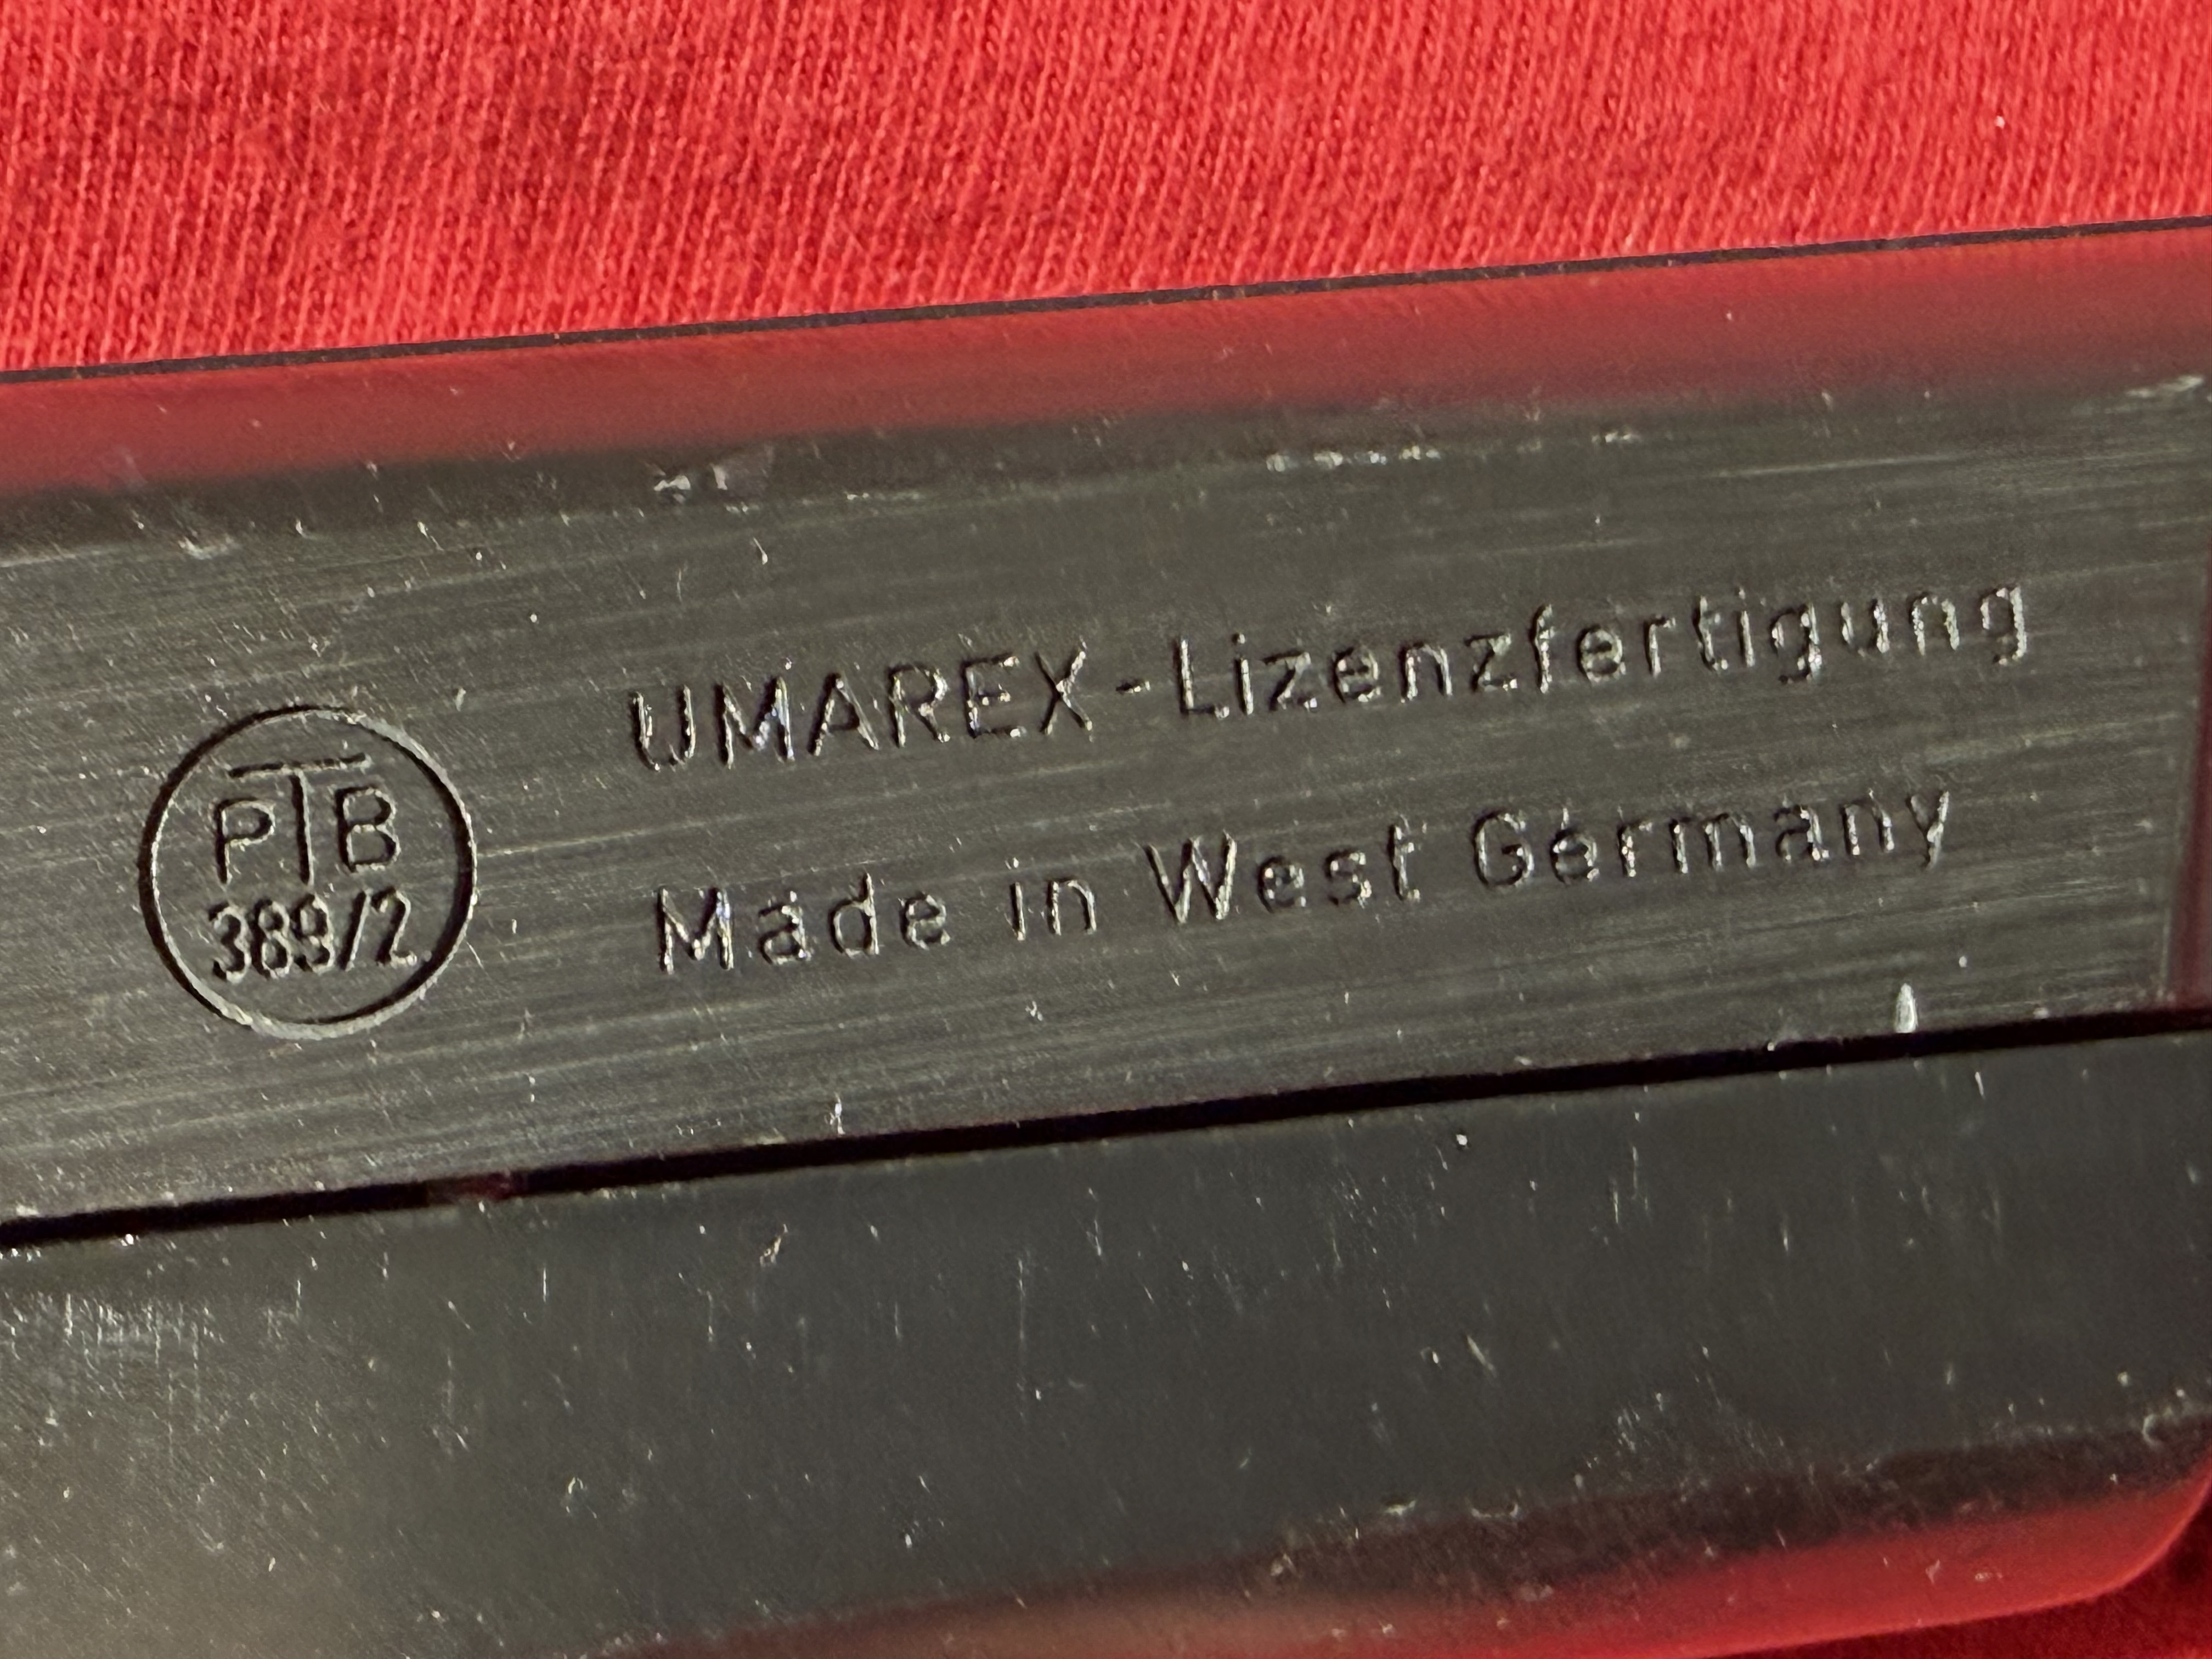 PTB
389/2
UMAREX-Lizenzfertigung
Made in West Germany